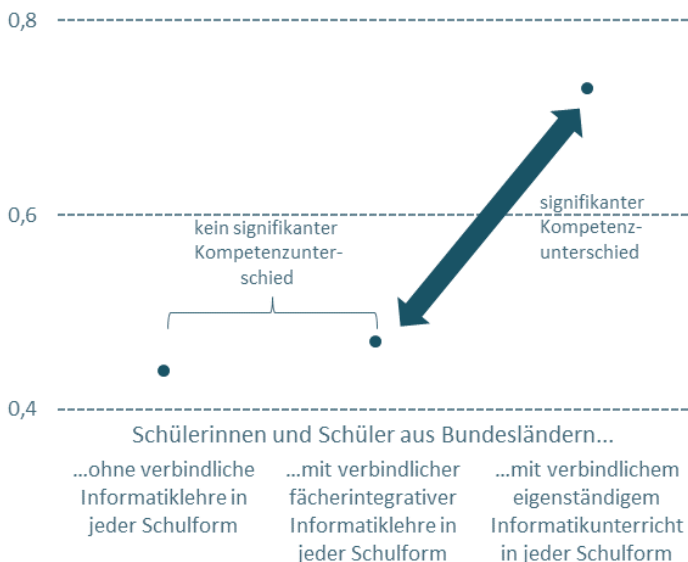 0,8
0,6
kein signifikanter
Kompetenzunter-
schied
signifikanter
Kompetenz-
unterschied
0,4
Schülerinnen und Schüler aus Bundesländern...
...ohne verbindliche
Informatiklehre in
jeder Schulform
...mit verbindlicher
fächerintegrativer
Informatiklehre in
jeder Schulform
...mit verbindlichem
eigenständigem
Informatikunterricht
in jeder Schulform